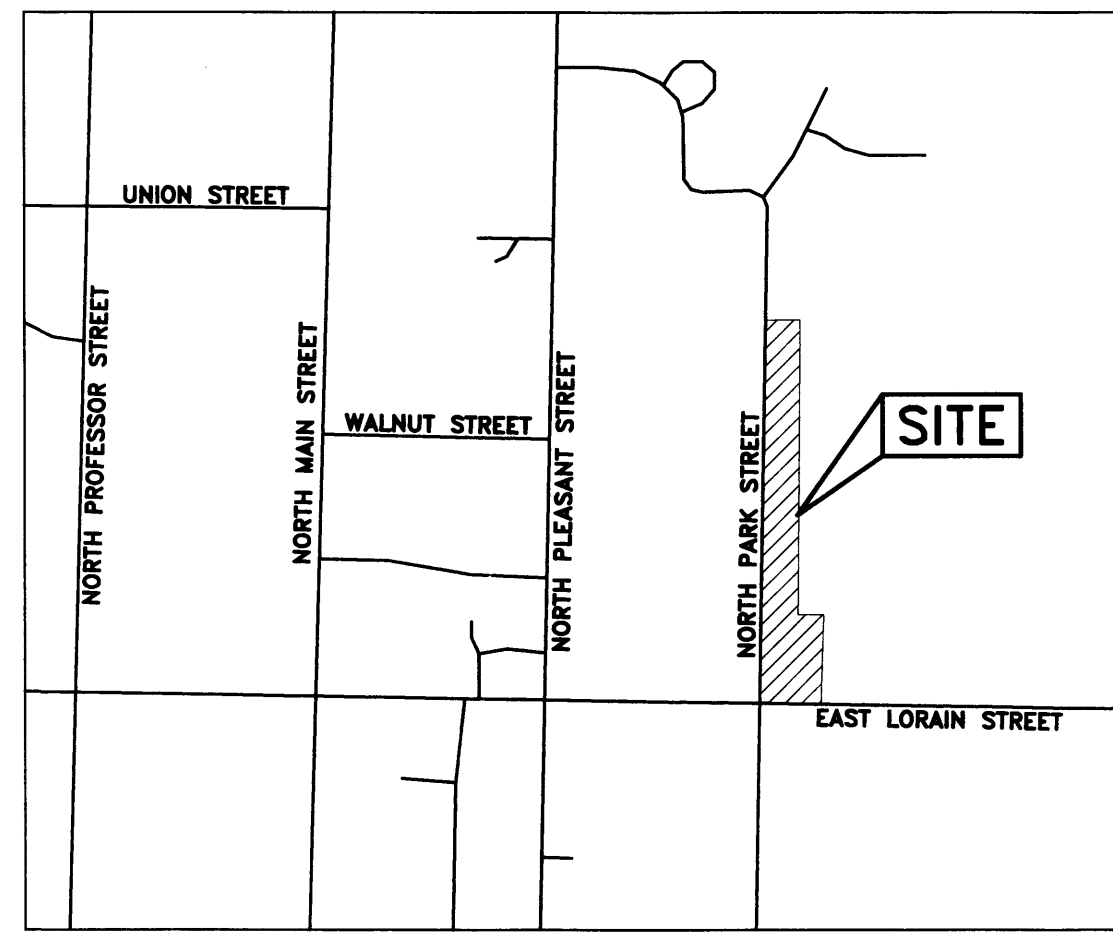 UNION STREET
NORTH PROFESSOR STREET
NORTH MAIN STREET
WALNUT STREET
NORTH PLEASANT STREET
NORTH PARK STREET
SITE
EAST LORAIN STREET